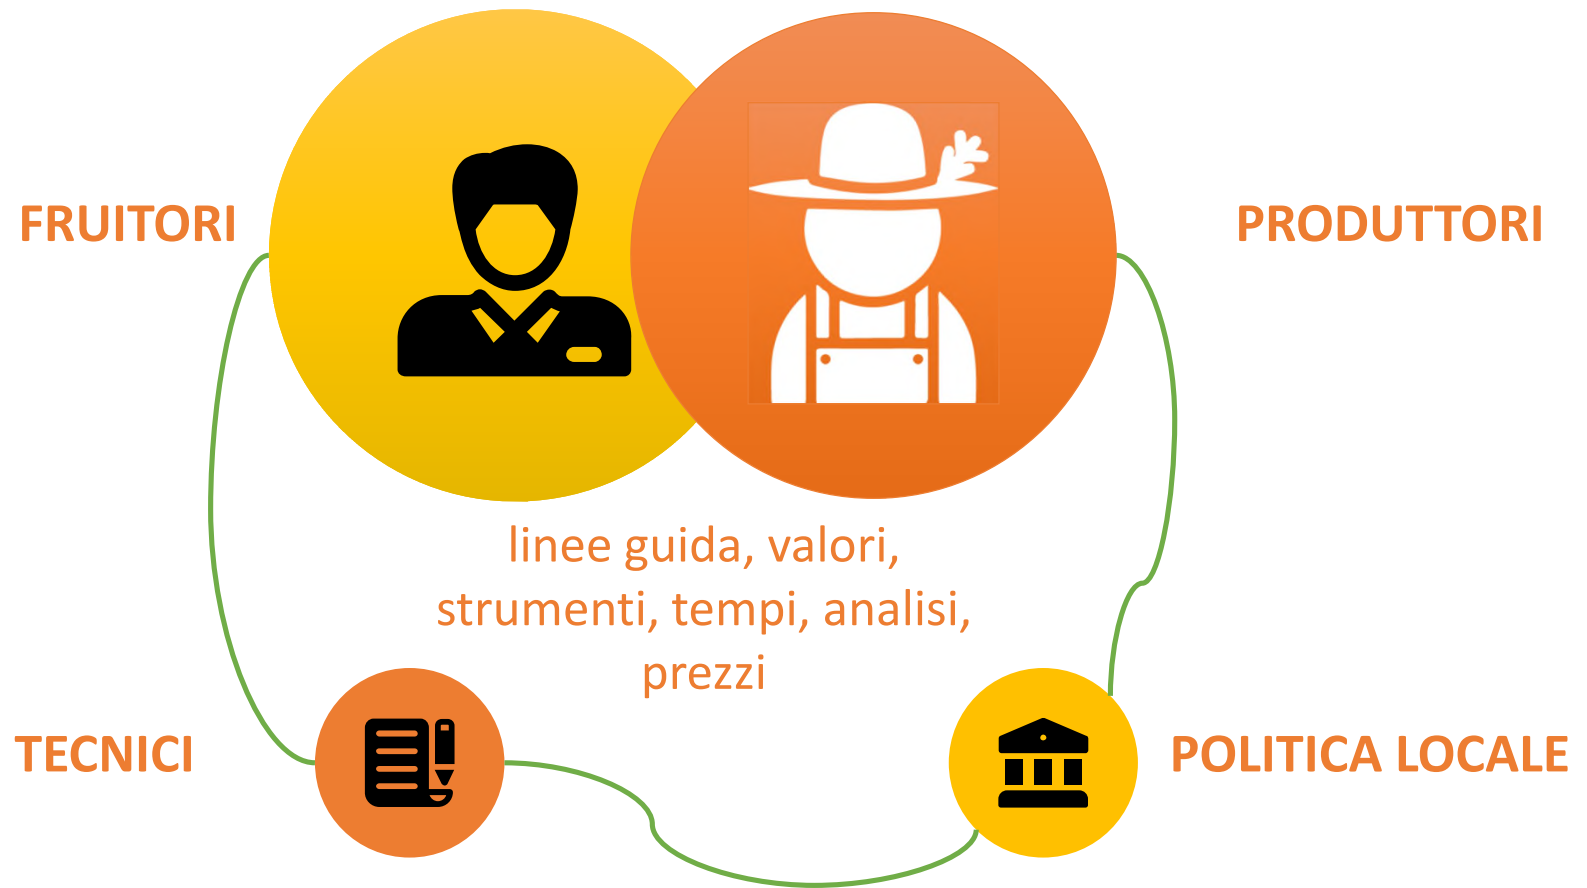 FRUITORI
PRODUTTORI
linee guida, valori,
strumenti, tempi, analisi,
prezzi
TECNICI
POLITICA LOCALE